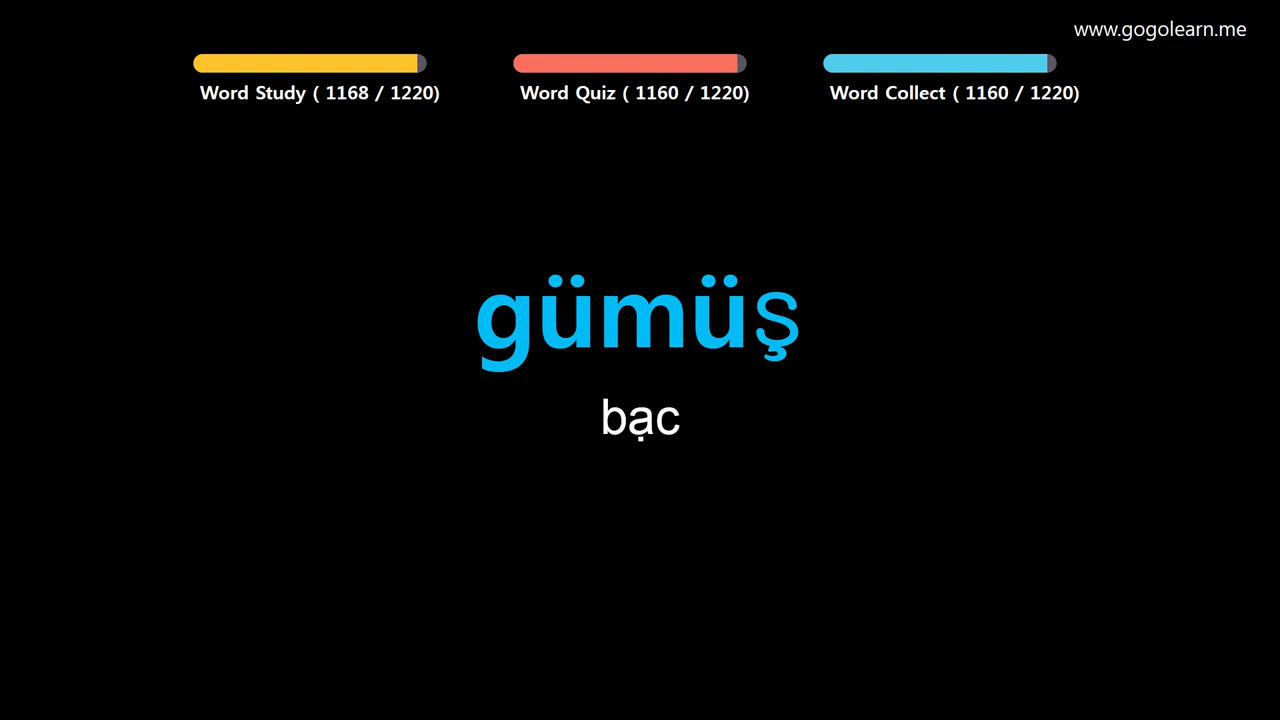 www.gogolearn.me
Word Study ( 1168 / 1220)
Word Quiz ( 1160 / 1220)
Word Collect ( 1160 / 1220)
gümüş
bạc